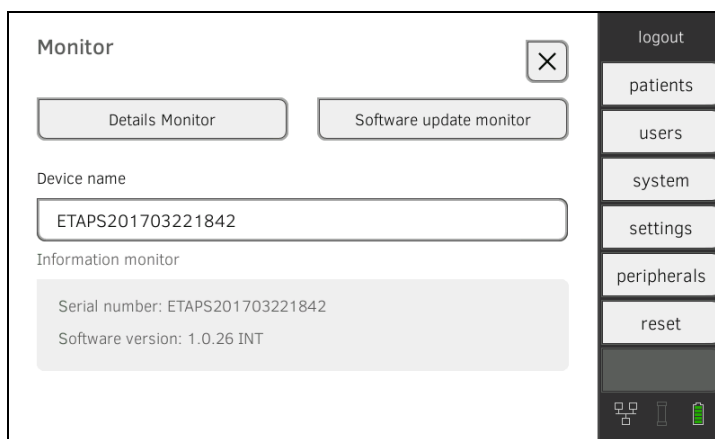 Monitor
Details Monitor
Software update monitor
Device name
ETAPS201703221842
Information monitor
Serial number: ETAPS201703221842
Software version: 1.0.26 INT
logout
patients
users
system
settings
peripherals
reset